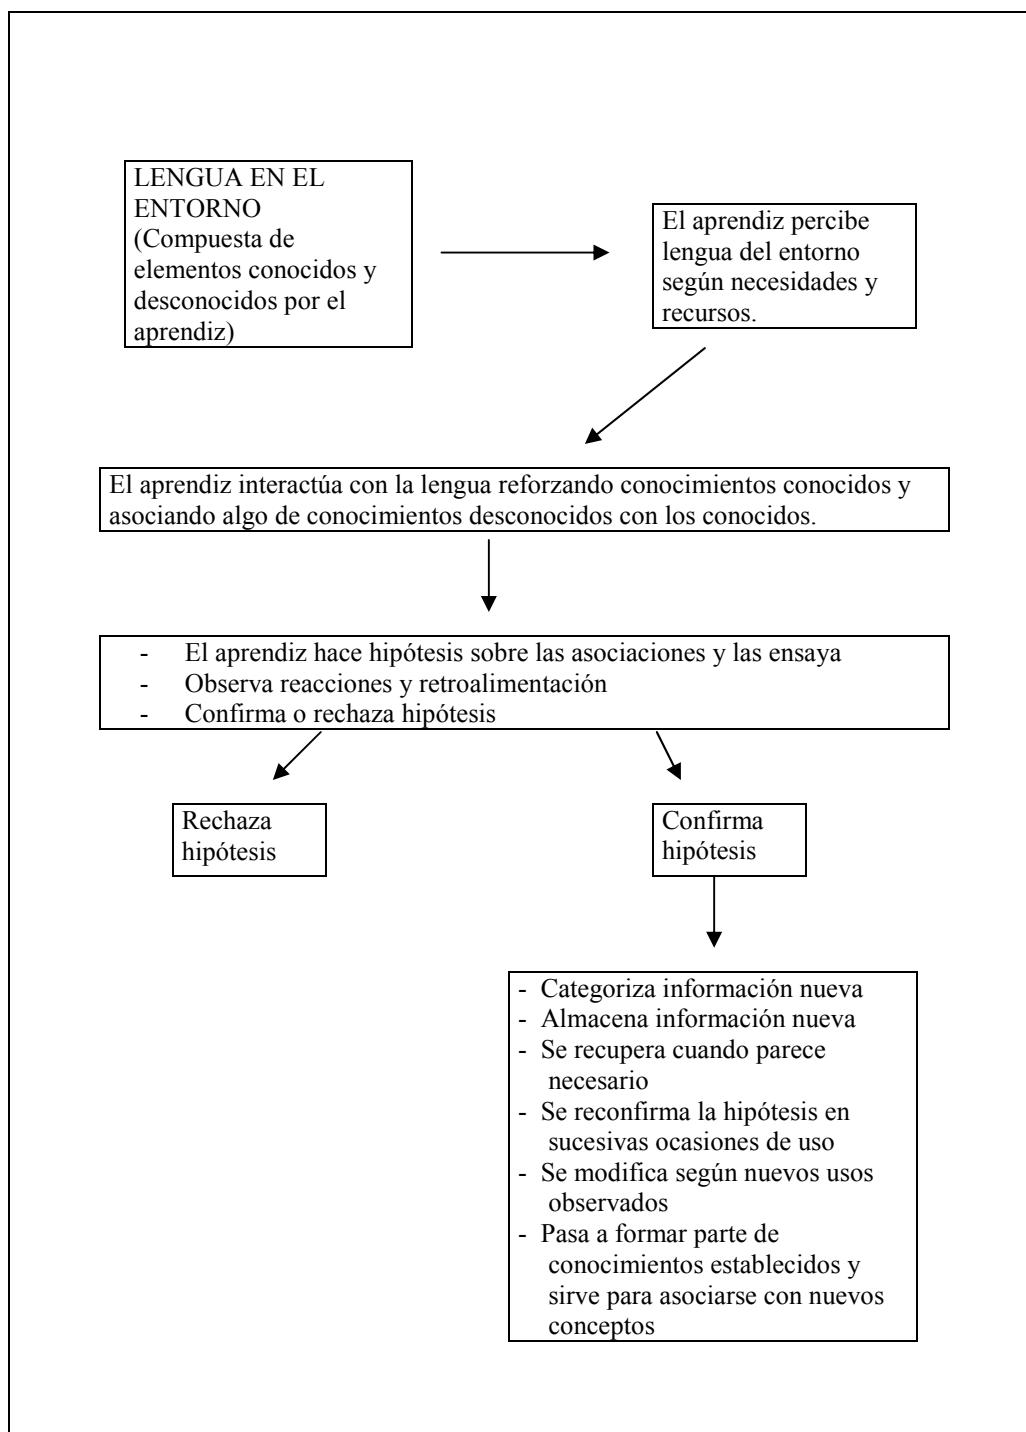 LENGUA EN EL
ENTORNO
(Compuesta de
elementos conocidos y
desconocidos por el
aprendiz)
El aprendiz percibe
lengua del entorno
según necesidades y
recursos.
El aprendiz interactúa con la lengua reforzando conocimientos conocidos y
asociando algo de conocimientos desconocidos con los conocidos.
- El aprendiz hace hipótesis sobre las asociaciones y las ensaya
- Observa reacciones y retroalimentación
- Confirma o rechaza hipótesis
Rechaza
hipótesis
Confirma
hipótesis
- Categoriza información nueva
- Almacena información nueva
- Se recupera cuando parece
necesario
- Se reconfirma la hipótesis en
sucesivas ocasiones de uso
- Se modifica según nuevos usos
observados
- Pasa a formar parte de
conocimientos establecidos y
sirve para asociarse con nuevos
conceptos